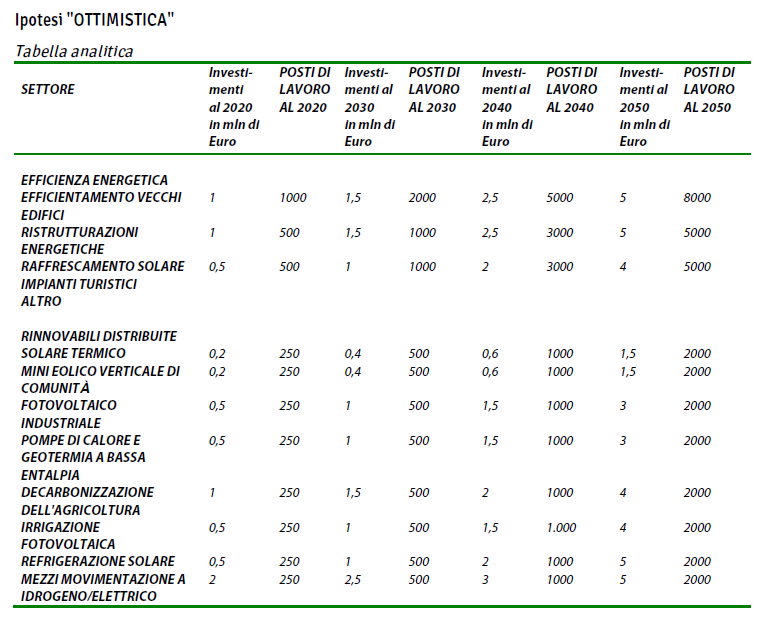 Ipotesi "OTTIMISTICA"
Tabella analitica
SETTORE Investi- POSTI DI Investi- POSTI DI Investi- POSTI DI Investi- POSTI DI
menti LAVORO menti al LAVORO menti al LAVORO menti al LAVORO
al 2020 AL 2020 2030 AL 2030 2040 AL 2040 2050 AL 2050
in mln di in mln di in mln di in mln di
Euro Euro Euro Euro
EFFICIENZA ENERGETICA
EFFICIENTAMENTO VECCHI 1 1000 1,5 2000 2,5 5000 5 8000
EDIFICI
RISTRUTTURAZIONI 1 500 1,5 1000 2,5 3000 5 5000
ENERGETICHE
RAFFRESCAMENTO SOLARE 0,5 500 1 1000 2 3000 4 5000
IMPIANTI TURISTICI
ALTRO
RINNOVABILI DISTRIBUITE
SOLARE TERMICO 0,2 250 0,4 500 0,6 1000 1,5 2000
MINI EOLICO VERTICALE DI 0,2 250 0,4 500 0,6 1000 1,5 2000
COMUNITÀ
FOTOVOLTAICO 0,5 250 1 500 1,5 1000 3 2000
INDUSTRIALE
POMPE DI CALORE E 0,5 250 1 500 1,5 1000 3 2000
GEOTERMIA A BASSA
ENTALPIA
DECARBONIZZAZIONE 1 250 1,5 500 2 1000 4 2000
DELL'AGRICOLTURA
IRRIGAZIONE 0,5 250 1 500 1,5 1.000 4 2000
FOTOVOLTAICA
REFRIGERAZIONE SOLARE 0,5 250 1 500 2 1000 5 2000
MEZZI MOVIMENTAZIONE A 2 250 2,5 500 3 1000 5 2000
IDROGENO/ELETTRICO